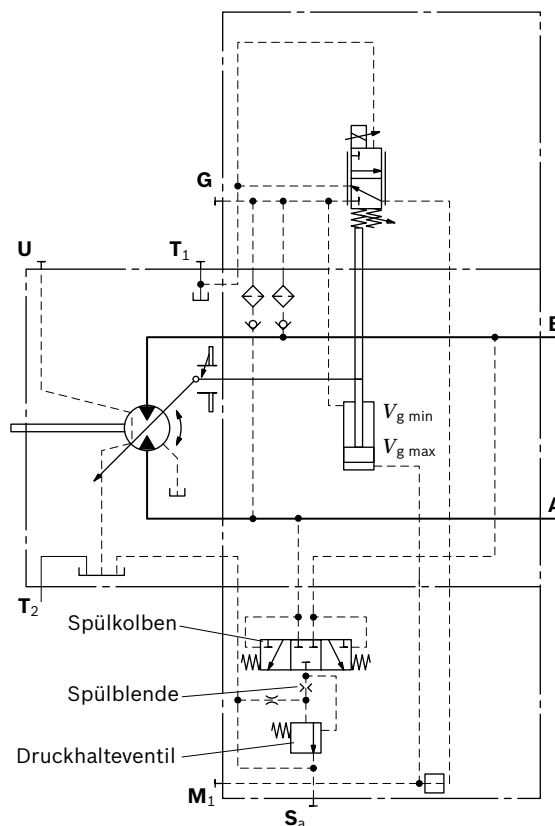 G
U
T1
B
Vg min
Vg max
A
T2
Spülkolben
Spülblende
Druckhalteventil
M1
Sa